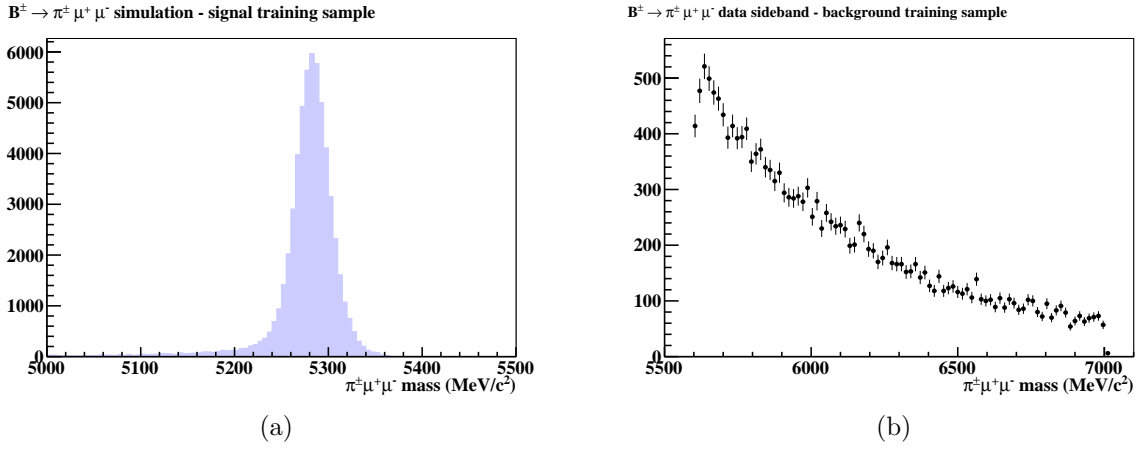 B± → π± μ+ μ- simulation - signal training sample
6000
5000
4000
3000
2000
1000
0
5000 5100 5200 5300 5400 5500
π±μ+μ- mass (MeV/c2)
(a)
B± → π± μ+ μ- data sideband - background training sample
500
400
300
200
100
0
5500 6000 6500 7000
π±μ+μ- mass (MeV/c2)
(b)